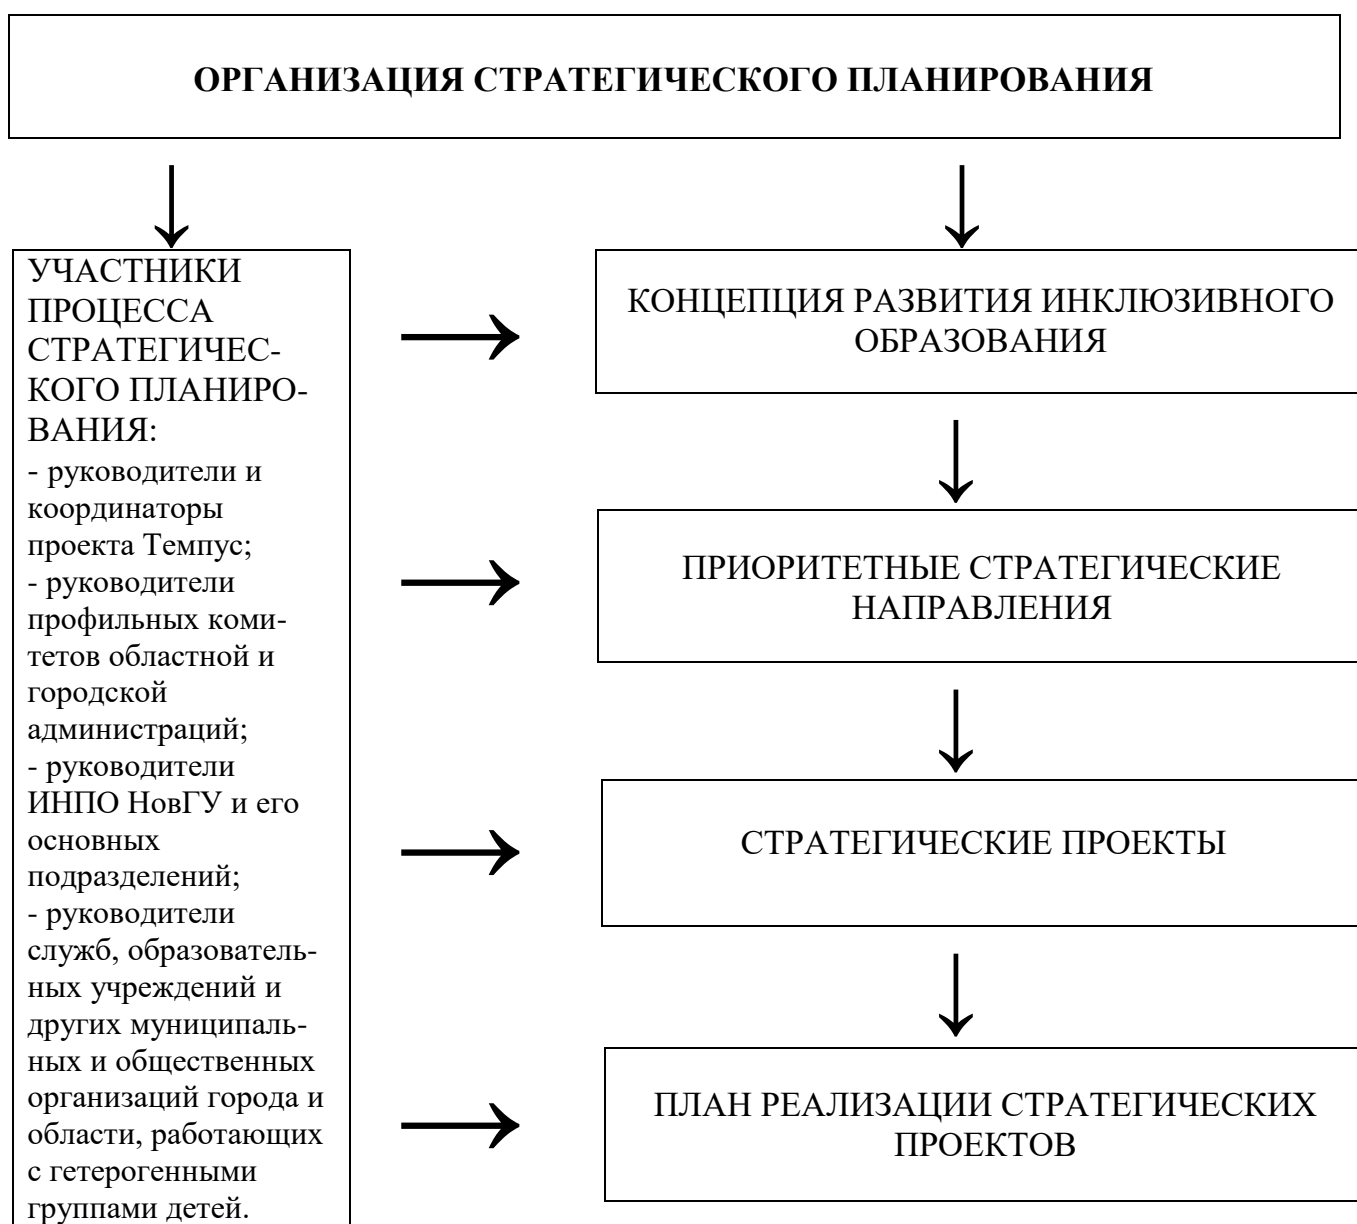 ОРГАНИЗАЦИЯ СТРАТЕГИЧЕСКОГО ПЛАНИРОВАНИЯ
УЧАСТНИКИ
ПРОЦЕССА
СТРАТЕГИЧЕС-
КОГО ПЛАНИРО-
ВАНИЯ:
- руководители и
координаторы
проекта Темпус;
- руководители
профильных коми-
тетов областной и
городской
администраций;
- руководители
ИНПО НовГУ и его
основных
подразделений;
- руководители
служб, образователь-
ных учреждений и
других муниципаль-
ных и общественных
организаций города и
области, работающих
с гетерогенными
группами детей.
КОНЦЕПЦИЯ РАЗВИТИЯ ИНКЛЮЗИВНОГО
ОБРАЗОВАНИЯ
ПРИОРИТЕТНЫЕ СТРАТЕГИЧЕСКИЕ
НАПРАВЛЕНИЯ
СТРАТЕГИЧЕСКИЕ ПРОЕКТЫ
ПЛАН РЕАЛИЗАЦИИ СТРАТЕГИЧЕСКИХ
ПРОЕКТОВ